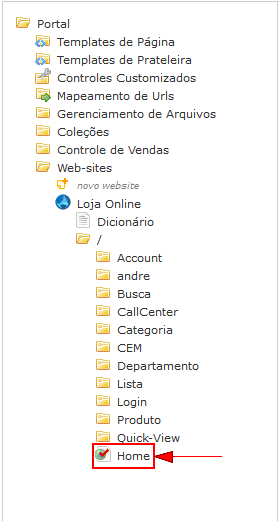 Portal
Templates de Página
Templates de Prateleira
Controles Customizados
Mapeamento de Urls
Gerenciamento de Arquivos
Coleções
Controle de Vendas
Web-sites
novo website
Loja Online
Dicionário
/
Account
andre
Busca
CallCenter
Categoria
CEM
Departamento
Lista
Login
Produto
Quick-View
Home